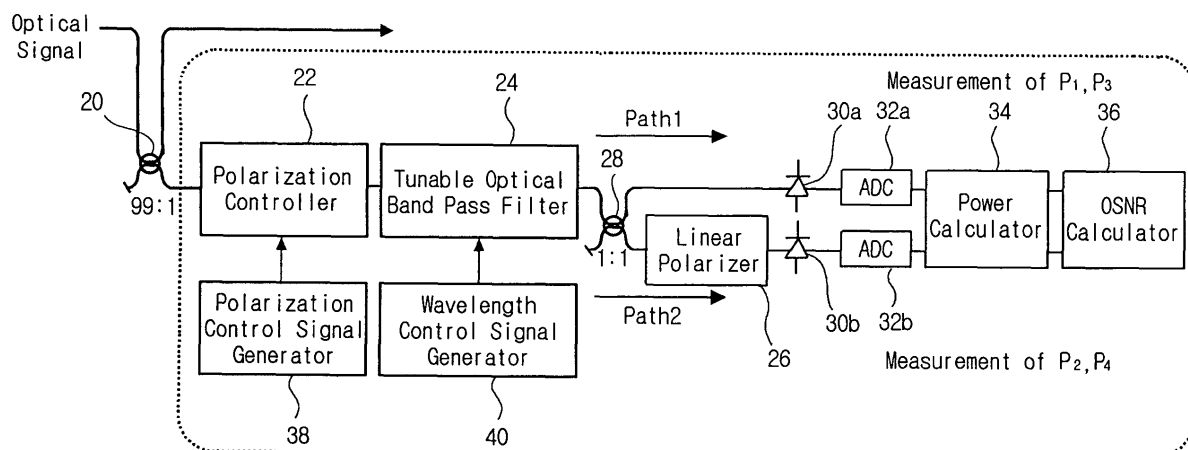 Optical
Signal
20
99:1
22
Polarization
Controller
24
Tunable Optical
Band Pass Filter
Path1
28
1:1
Linear
Polarizer
Path2
26
Measurement of P₁,P₃
30a
32a
ADC
34
Power
Calculator
36
OSNR
Calculator
30b
ADC
32b
Measurement of P₂,P₄
Polarization
Control Signal
Generator
38
Wavelength
Control Signal
Generator
40